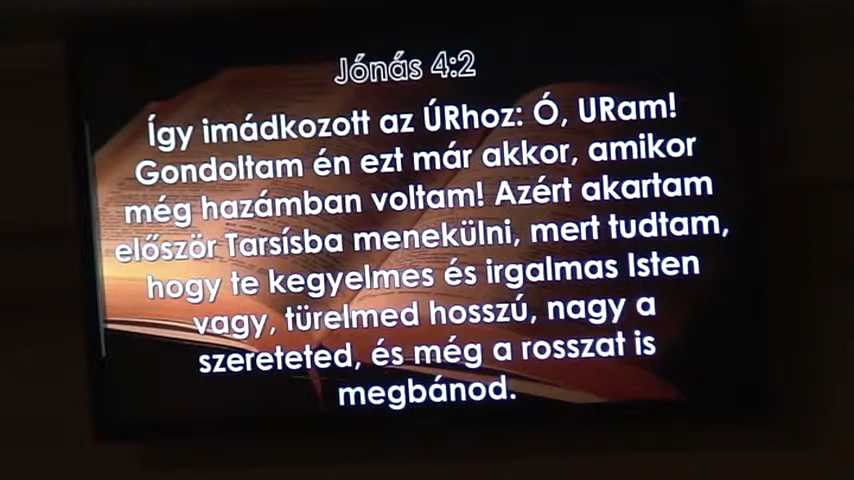 Jónás 4:2
Így imádkozott az ÚRhoz: Ó, URam!
Gondoltam én ezt már akkor, amikor
még hazámban voltam! Azért akartam
először Tarsísba menekülni, mert tudtam,
hogy te kegyelmes és irgalmas Isten
vagy, türelmed hosszú, nagy a
szereteted, és még a rosszat is
megbánod.